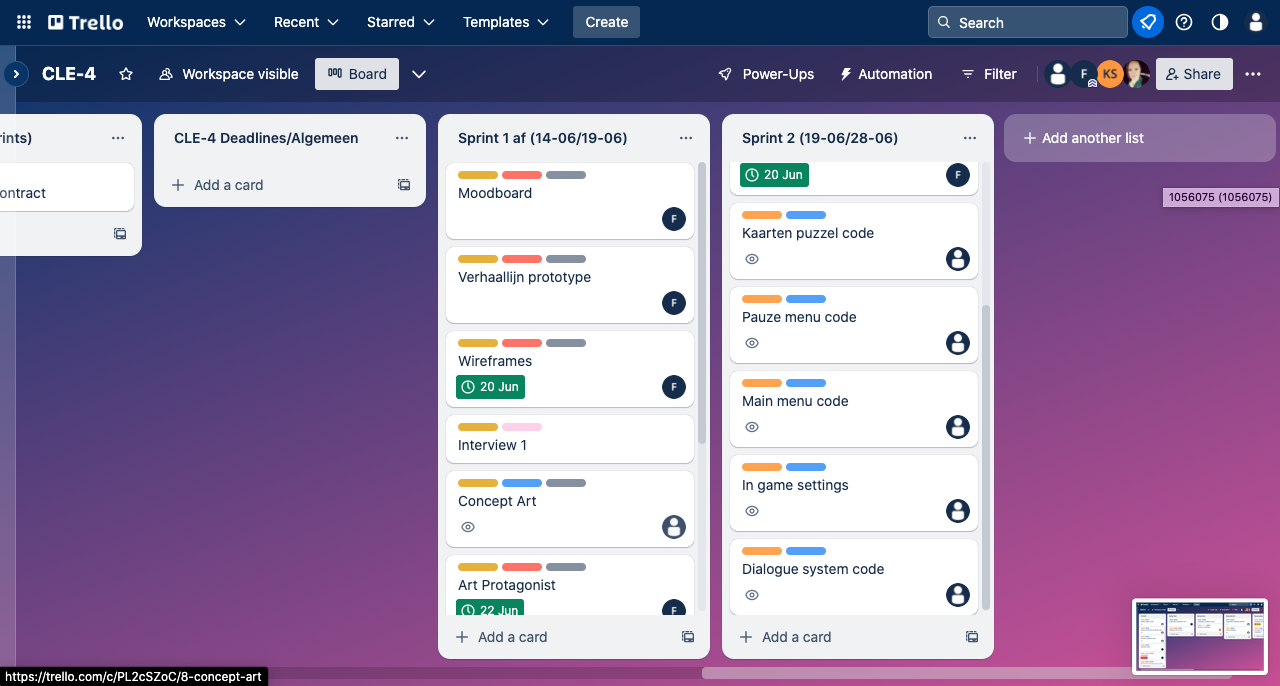 Trello
Workspaces
Recent
Starred
Templates
Create
Search
CLE-4
Workspace visible
Board
Power-Ups
Automation
Filter
F
KS
Share
rints)
ontract
CLE-4 Deadlines/Algemeen
Add a card
Sprint 1 af (14-06/19-06)
Moodboard
F
Verhaallijn prototype
F
Wireframes
20 Jun
F
Interview 1
Concept Art
Art Protagonist
22 Jun
F
Add a card
Sprint 2 (19-06/28-06)
20 Jun
F
Kaarten puzzel code
Pauze menu code
Main menu code
In game settings
Dialogue system code
Add a card
Add another list
1056075 (1056075)
https://trello.com/c/PL2cSZoC/8-concept-art